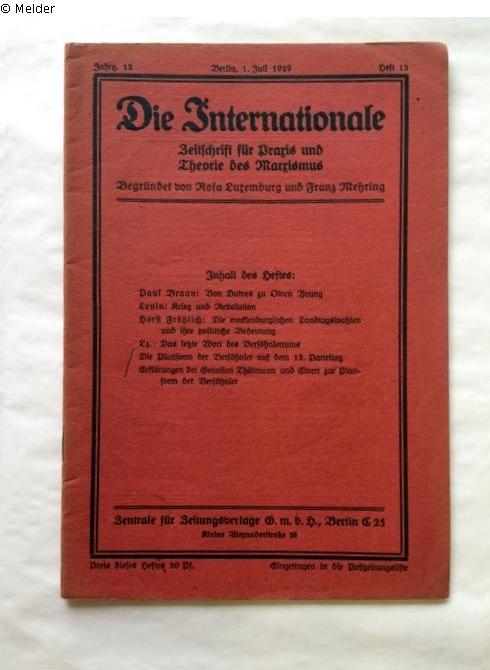 © Melder
Jahrg. 12 Berlin, 1. Juli 1929 Heft 13
Die Internationale
Zeitschrift für Praxis und
Theorie des Marxismus
Begründet von Rosa Luxemburg und Franz Mehring
Inhalt des Heftes:
Paul Braun: Von Dawes zu Owen Young
Lenin: Krieg und Revolution
Horst Fröhlich: Die mecklenburgischen Landtagswahlen
und ihre politische Bedeutung
Lz.: Das letzte Wort des Versöhnlertums
Die Plattform der Versöhnler auf dem 12. Parteitag
Erklärungen der Genossen Thälmann und Ewert zur Platt-
form der Versöhnler
Zentrale für Zeitungsverlage G. m. b. H., Berlin C 25
Kleine Alexanderstraße 28
Preis dieses Heftes 30 Pf. Eingetragen in die Postzeitungsliste